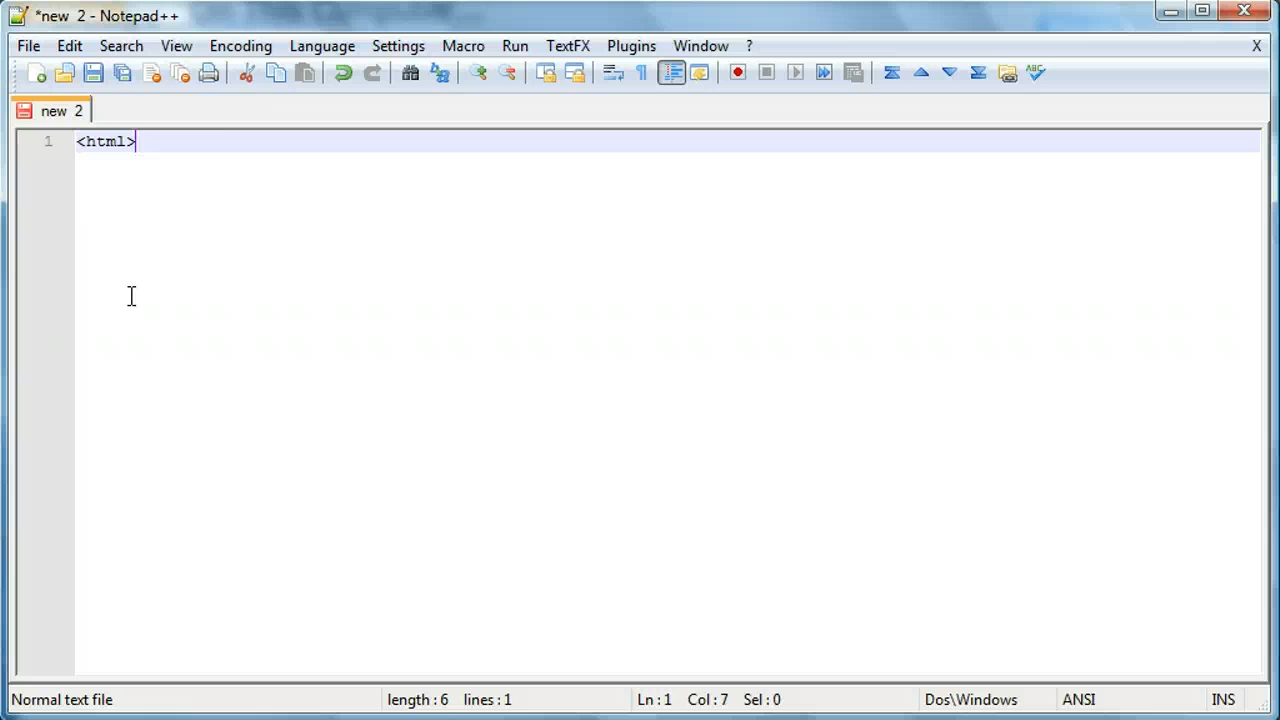 *new  2 - Notepad++
File Edit Search View Encoding Language Settings Macro Run TextFX Plugins Window ? X
ABC
new  2
1 <html>
Normal text file length : 6 lines : 1 Ln : 1 Col : 7 Sel : 0 Dos\Windows ANSI INS